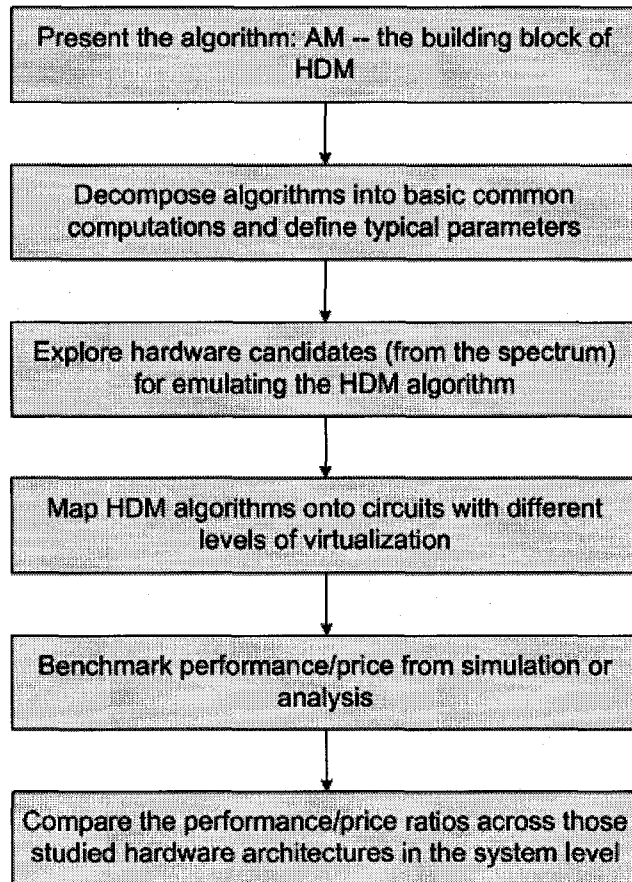 Present the algorithm: AM -- the building block of
HDM
Decompose algorithms into basic common
computations and define typical parameters
Explore hardware candidates (from the spectrum)
for emulating the HDM algorithm
Map HDM algorithms onto circuits with different
levels of virtualization
Benchmark performance/price from simulation or
analysis
Compare the performance/price ratios across those
studied hardware architectures in the system level